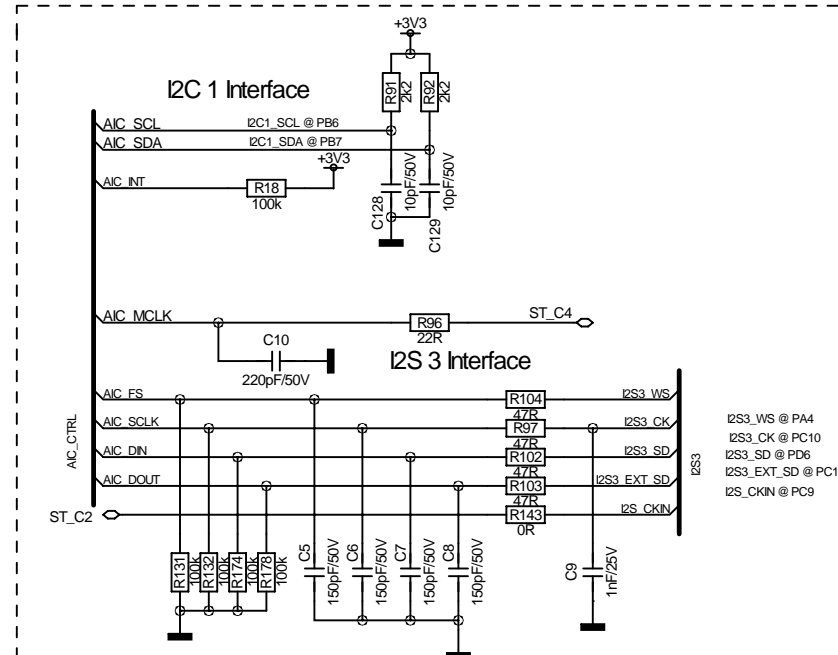 +3V3
I2C 1 Interface
R91
2k2
R92
2k2
AIC_SCL
I2C1_SCL @ PB6
AIC_SDA
I2C1_SDA @ PB7
+3V3
AIC_INT
R18
100k
C128
10pF/50V
C129
10pF/50V
AIC_MCLK
R96
22R
ST_C4
C10
220pF/50V
I2S 3 Interface
AIC_CTRL
AIC_FS
R104
47R
I2S3_WS
AIC_SCLK
R97
47R
I2S3_CK
AIC_DIN
R102
47R
I2S3_SD
AIC_DOUT
R103
47R
I2S3_EXT_SD
ST_C2
R143
0R
I2S_CKIN
I2S3
I2S3_WS @ PA4
I2S3_CK @ PC10
I2S3_SD @ PD6
I2S3_EXT_SD @ PC1
I2S_CKIN @ PC9
R131
100k
R132
100k
R174
100k
R178
100k
C5
150pF/50V
C6
150pF/50V
C7
150pF/50V
C8
150pF/50V
C9
1nF/25V